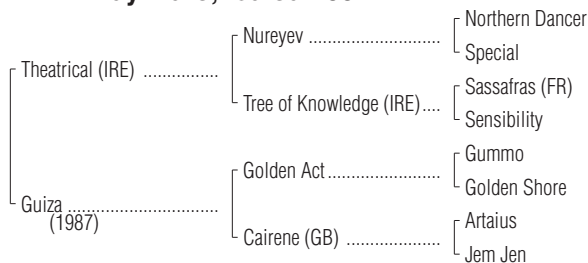 Northern Dancer
Nureyev ................................
Special
Theatrical (IRE) ..................
Sassafras (FR)
Tree of Knowledge (IRE)....
Sensibility
Gummo
Golden Act...........................
Golden Shore
Guiza ....................................
(1987)
Artaius
Cairene (GB) ......................
Jem Jen